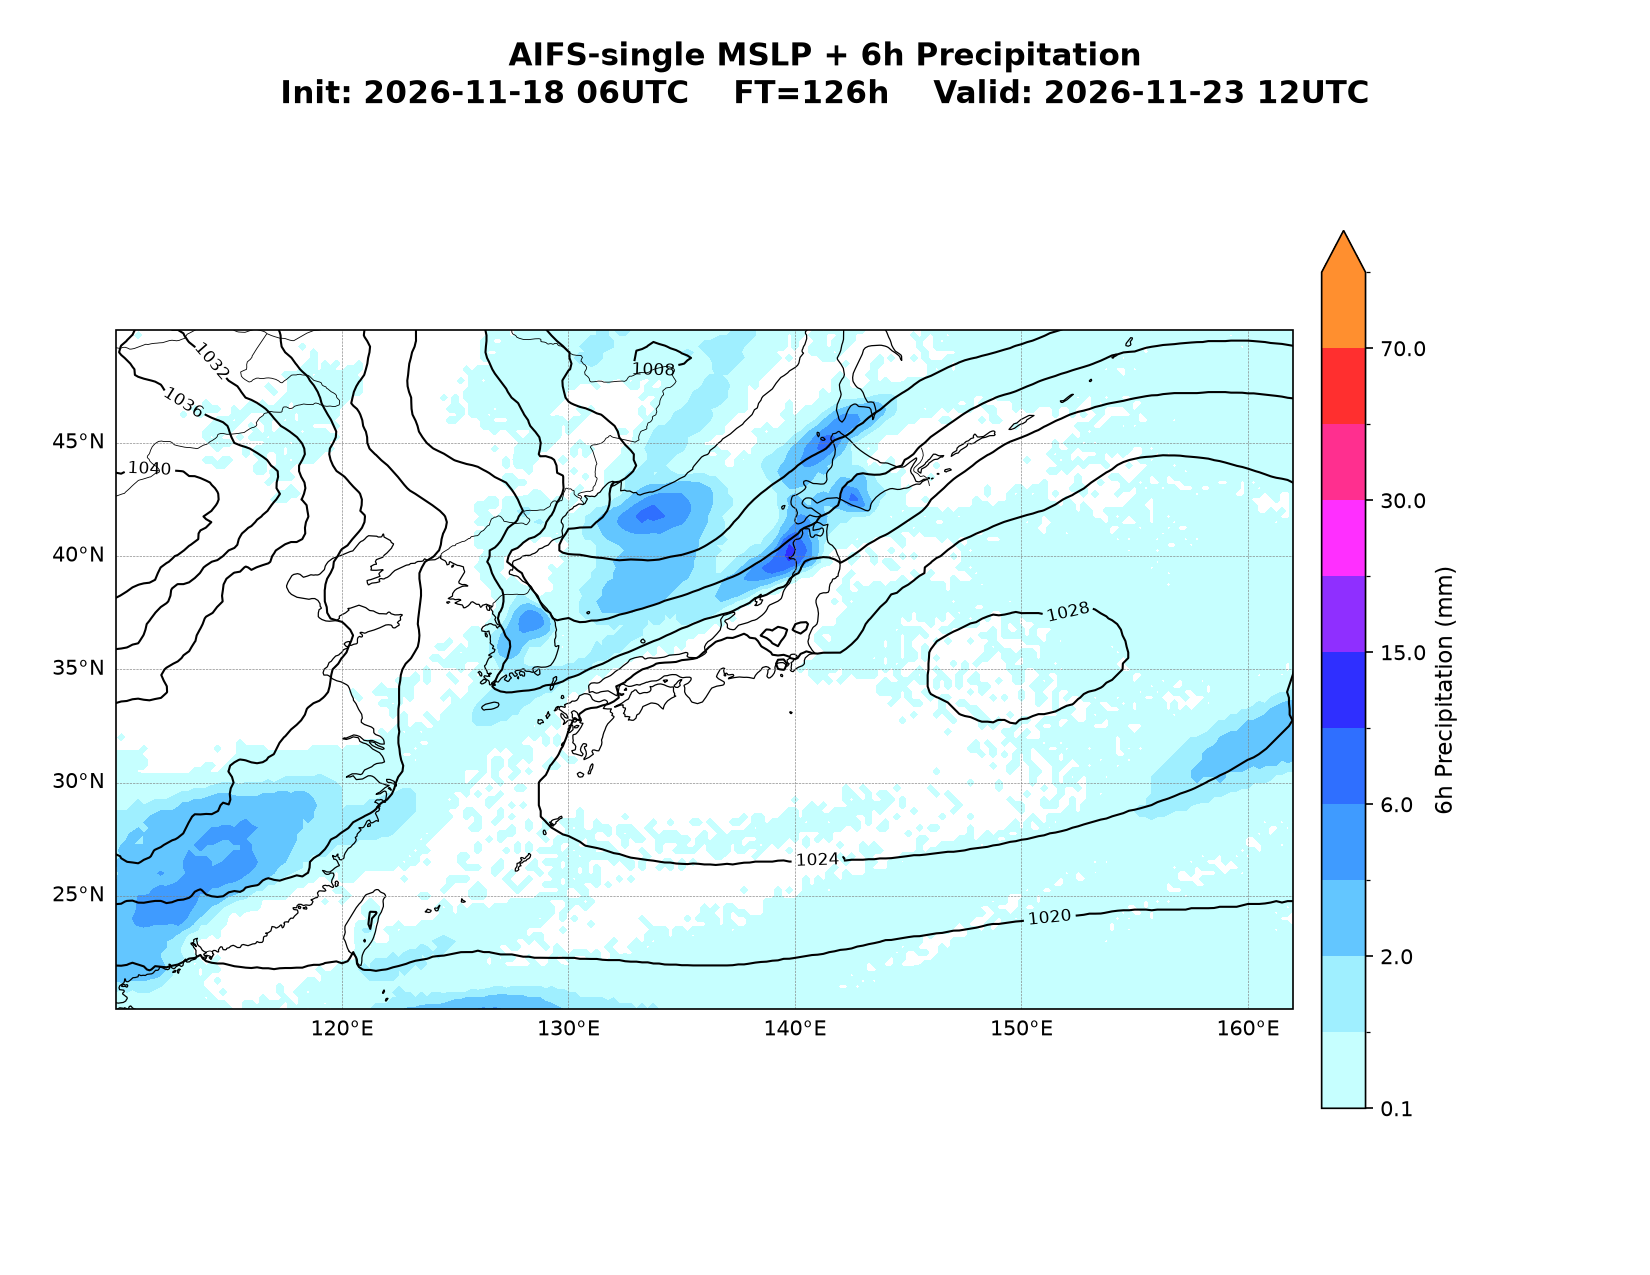 AIFS-single MSLP + 6h Precipitation
Init: 2026-11-18 06UTC    FT=126h    Valid: 2026-11-23 12UTC
1032
1008
1036
1040
1028
1024
1020
45°N
40°N
35°N
30°N
25°N
120°E
130°E
140°E
150°E
160°E
70.0
30.0
15.0
6.0
2.0
0.1
6h Precipitation (mm)